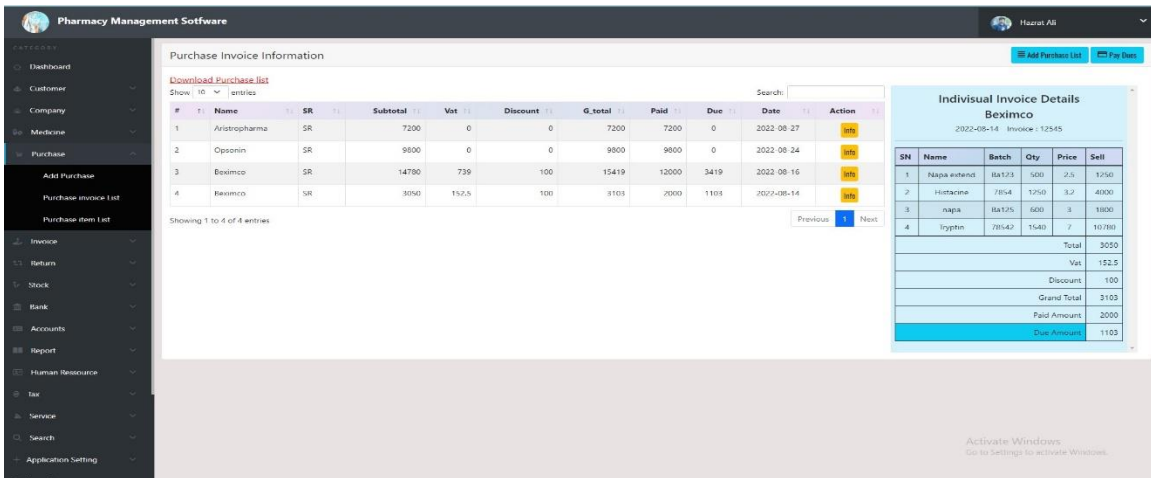 Pharmacy Management Sotfware
Hazrat Ali
CATEGORY
Dashboard
Customer
Company
Medicine
Purchase
Add Purchase
Purchase invoice List
Purchase item List
Invoice
Return
Stock
Bank
Accounts
Report
Human Ressource
Tax
Service
Search
Application Setting
Purchase Invoice Information
Add Purchase List
Pay Dues
Download Purchase list
Show 10 entries
Search:
# Name SR Subtotal Vat Discount G_total Paid Due Date Action
1 Aristropharma SR 7200 0 0 7200 7200 0 2022-08-27 Info
2 Opsonin SR 9800 0 0 9800 9800 0 2022-08-24 Info
3 Beximco SR 14780 739 100 15419 12000 3419 2022-08-16 Info
4 Beximco SR 3050 152.5 100 3103 2000 1103 2022-08-14 Info
Showing 1 to 4 of 4 entries
Previous 1 Next
Indivisual Invoice Details
Beximco
2022-08-14 Invoice : 12545
SN Name Batch Qty Price Sell
1 Napa extend Ba123 500 2.5 1250
2 Histacine 7854 1250 3.2 4000
3 napa Ba125 600 3 1800
4 Tryptin 78542 1540 7 10780
Total 3050
Vat 152.5
Discount 100
Grand Total 3103
Paid Amount 2000
Due Amount 1103
Activate Windows
Go to Settings to activate Windows.